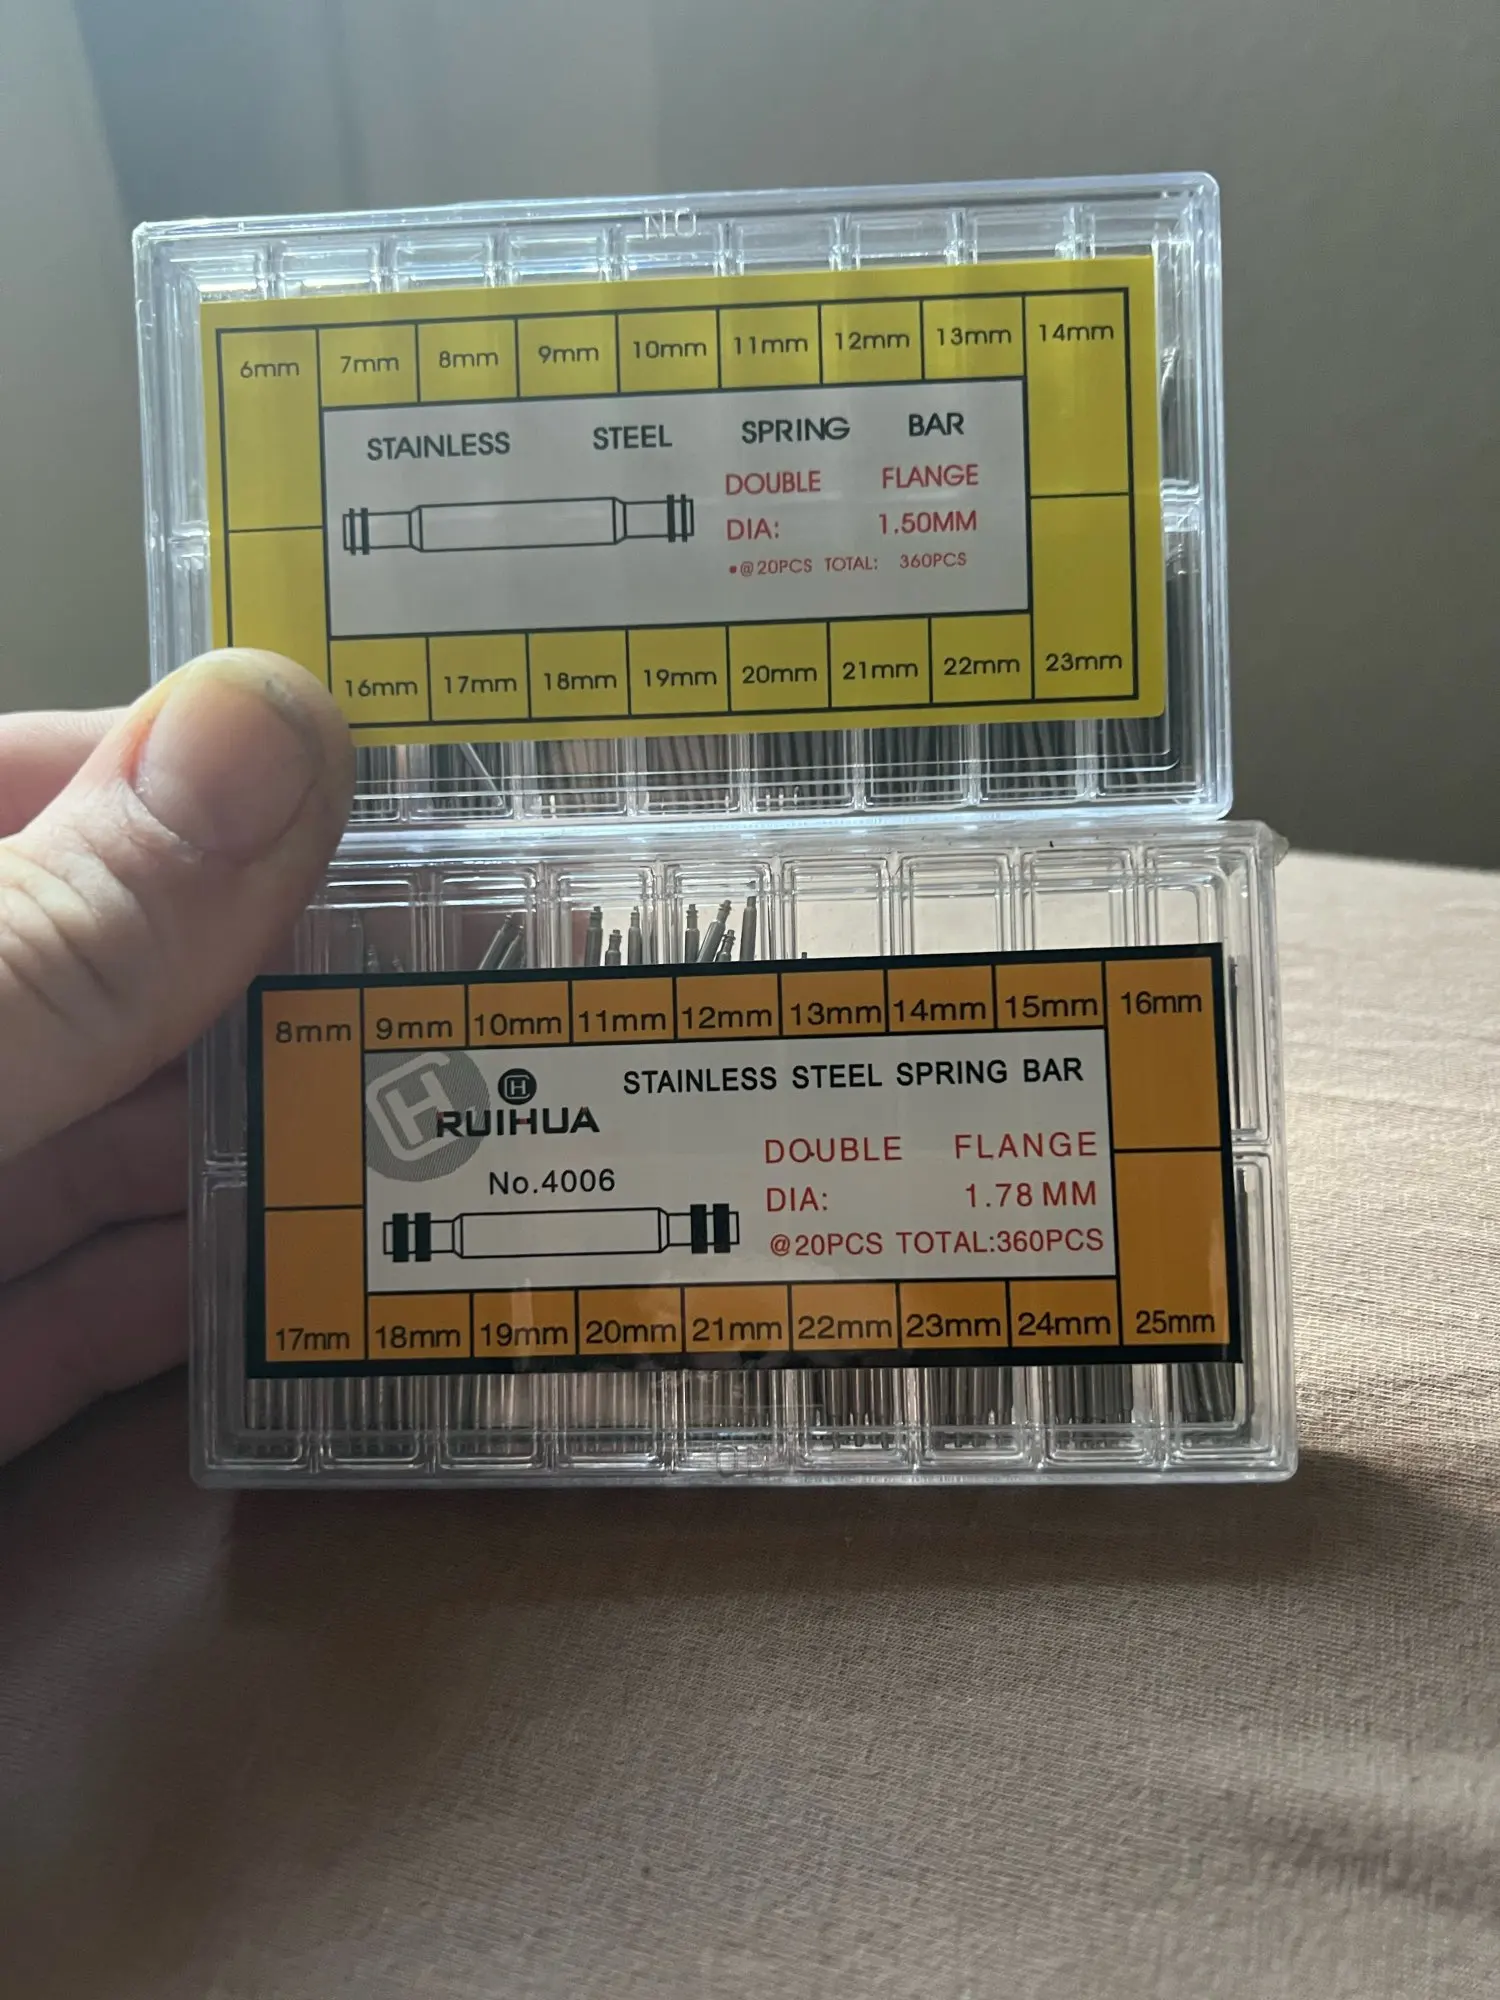 NO
6mm 7mm 8mm 9mm 10mm 11mm 12mm 13mm 14mm
STAINLESS STEEL SPRING BAR
DOUBLE FLANGE
DIA: 1.50MM
•@20PCS TOTAL: 360PCS
16mm 17mm 18mm 19mm 20mm 21mm 22mm 23mm
8mm 9mm 10mm 11mm 12mm 13mm 14mm 15mm 16mm
H
RUIHUA
STAINLESS STEEL SPRING BAR
No.4006
DOUBLE FLANGE
DIA: 1.78 MM
@20PCS TOTAL:360PCS
17mm 18mm 19mm 20mm 21mm 22mm 23mm 24mm 25mm